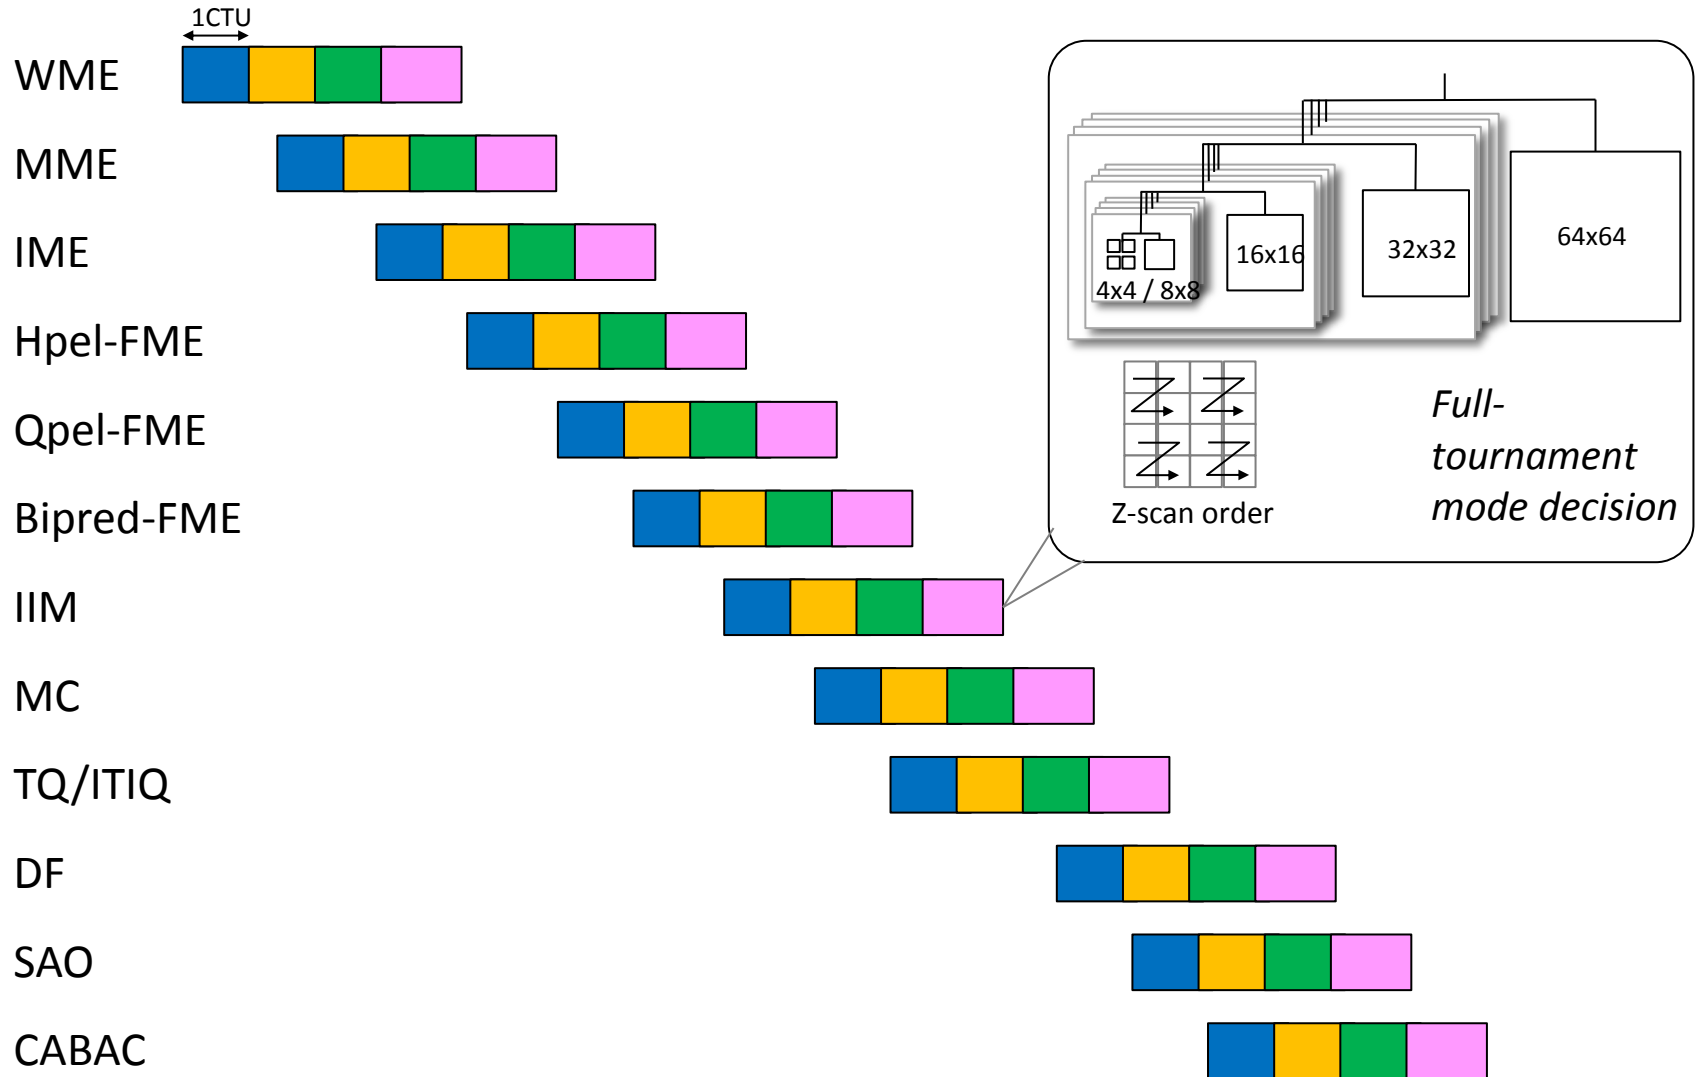 1CTU
WME
MME
IME
Hpel-FME
Qpel-FME
Bipred-FME
IIM
MC
TQ/ITIQ
DF
SAO
CABAC
4x4 / 8x8
16x16
32x32
64x64
Z-scan order
Full-
tournament
mode decision